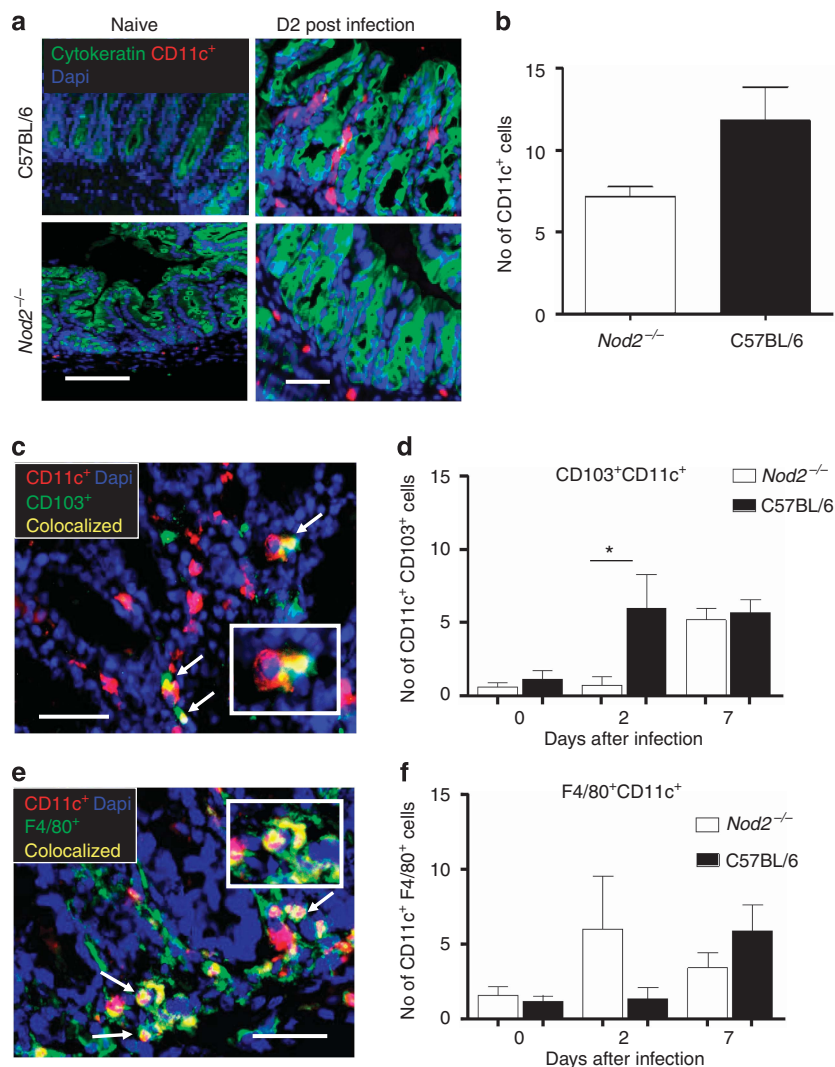 a
Naive
D2 post infection
Cytokeratin CD11c⁺
Dapi
C57BL/6
Nod2⁻/⁻
b
No of CD11c⁺ cells
15
10
5
0
Nod2⁻/⁻
C57BL/6
c
CD11c⁺ Dapi
CD103⁺
Colocalized
d
CD103⁺CD11c⁺
Nod2⁻/⁻
C57BL/6
No of CD11c⁺ CD103⁺ cells
15
10
5
0
*
0
2
7
Days after infection
e
CD11c⁺ Dapi
F4/80⁺
Colocalized
f
F4/80⁺CD11c⁺
Nod2⁻/⁻
C57BL/6
No of CD11c⁺ F4/80⁺ cells
15
10
5
0
0
2
7
Days after infection